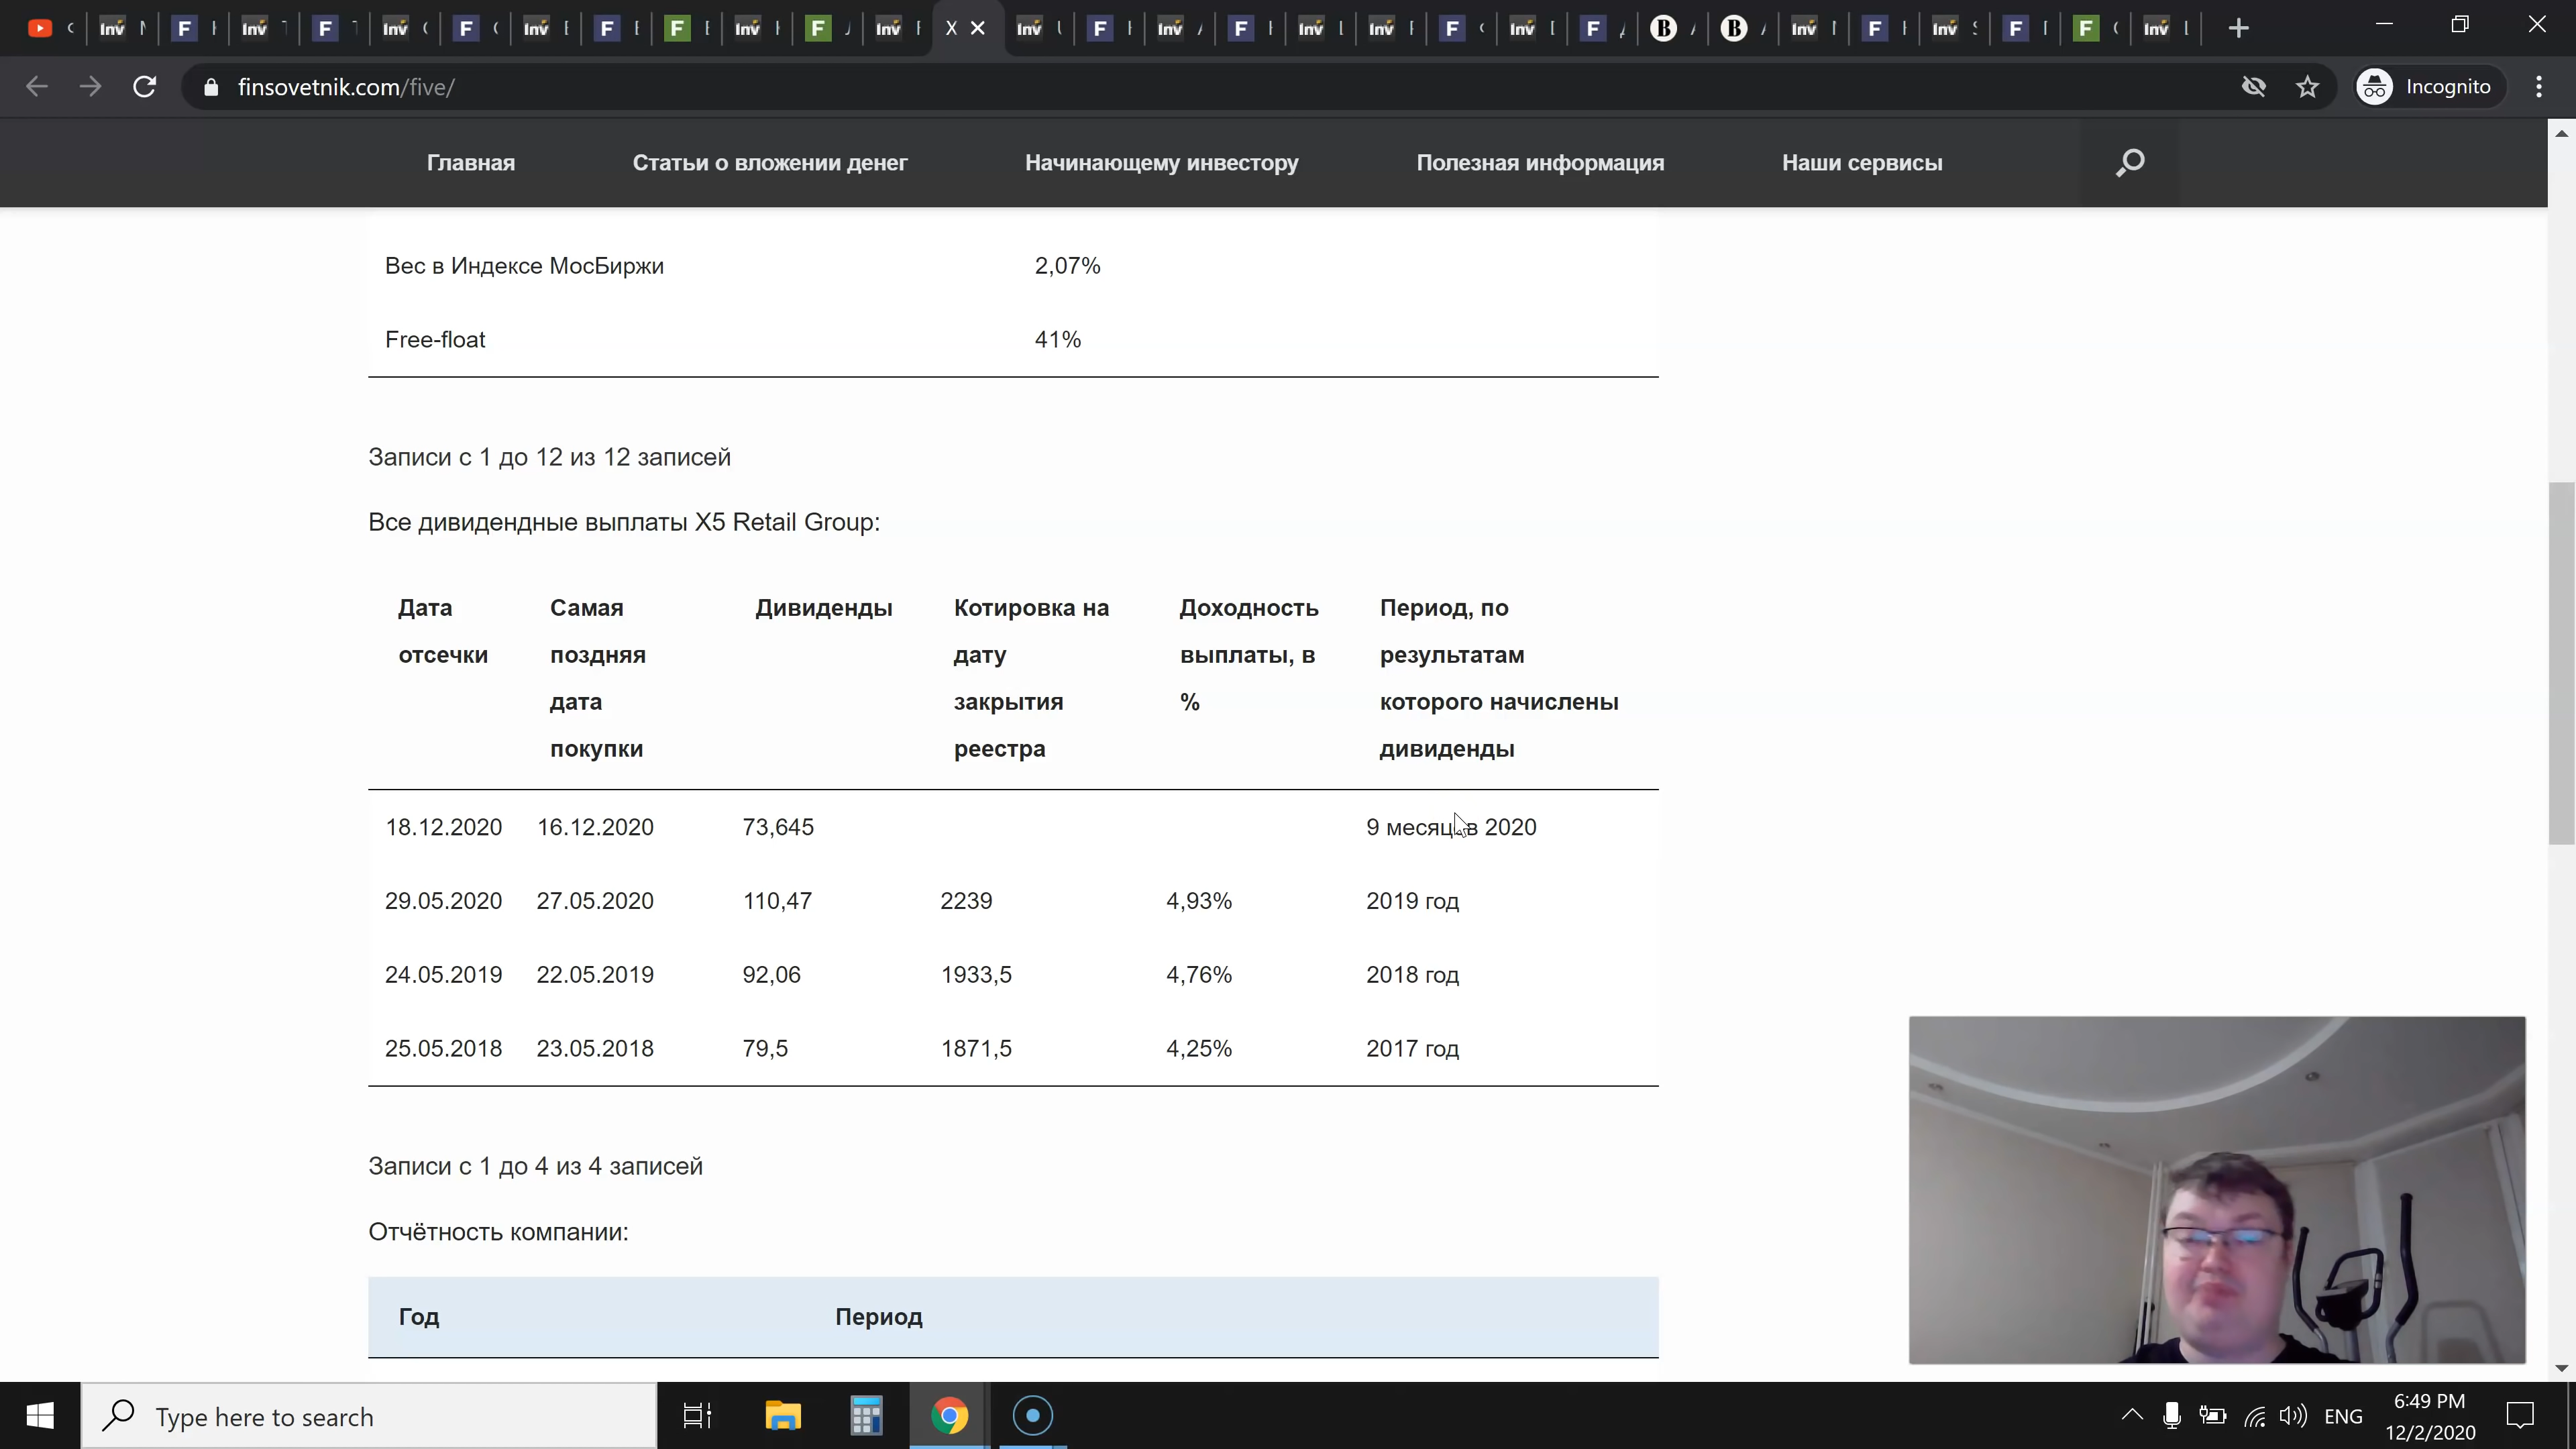 finsovetnik.com/five/
Incognito
Главная Статьи о вложении денег Начинающему инвестору Полезная информация Наши сервисы
Вес в Индексе МосБиржи 2,07%
Free-float 41%
Записи с 1 до 12 из 12 записей
Все дивидендные выплаты X5 Retail Group:
Дата отсечки Самая поздняя дата покупки Дивиденды Котировка на дату закрытия реестра Доходность выплаты, в % Период, по результатам которого начислены дивиденды
18.12.2020 16.12.2020 73,645 9 месяцев 2020
29.05.2020 27.05.2020 110,47 2239 4,93% 2019 год
24.05.2019 22.05.2019 92,06 1933,5 4,76% 2018 год
25.05.2018 23.05.2018 79,5 1871,5 4,25% 2017 год
Записи с 1 до 4 из 4 записей
Отчётность компании:
Год Период
Type here to search
ENG
6:49 PM
12/2/2020